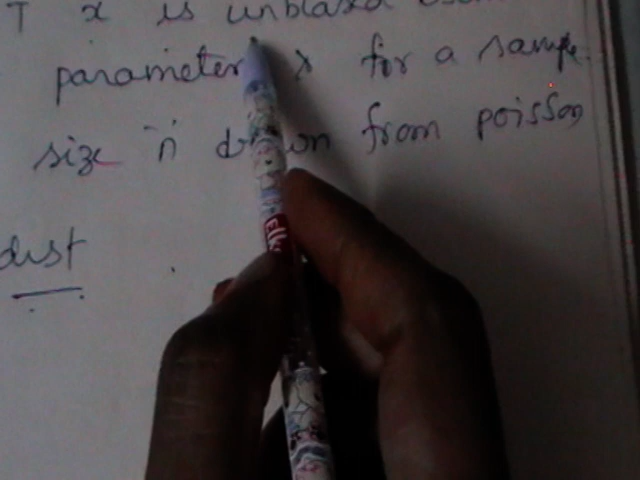 T x is unbiased
parameter λ for a sample
size 'n' drawn from poisson
dist